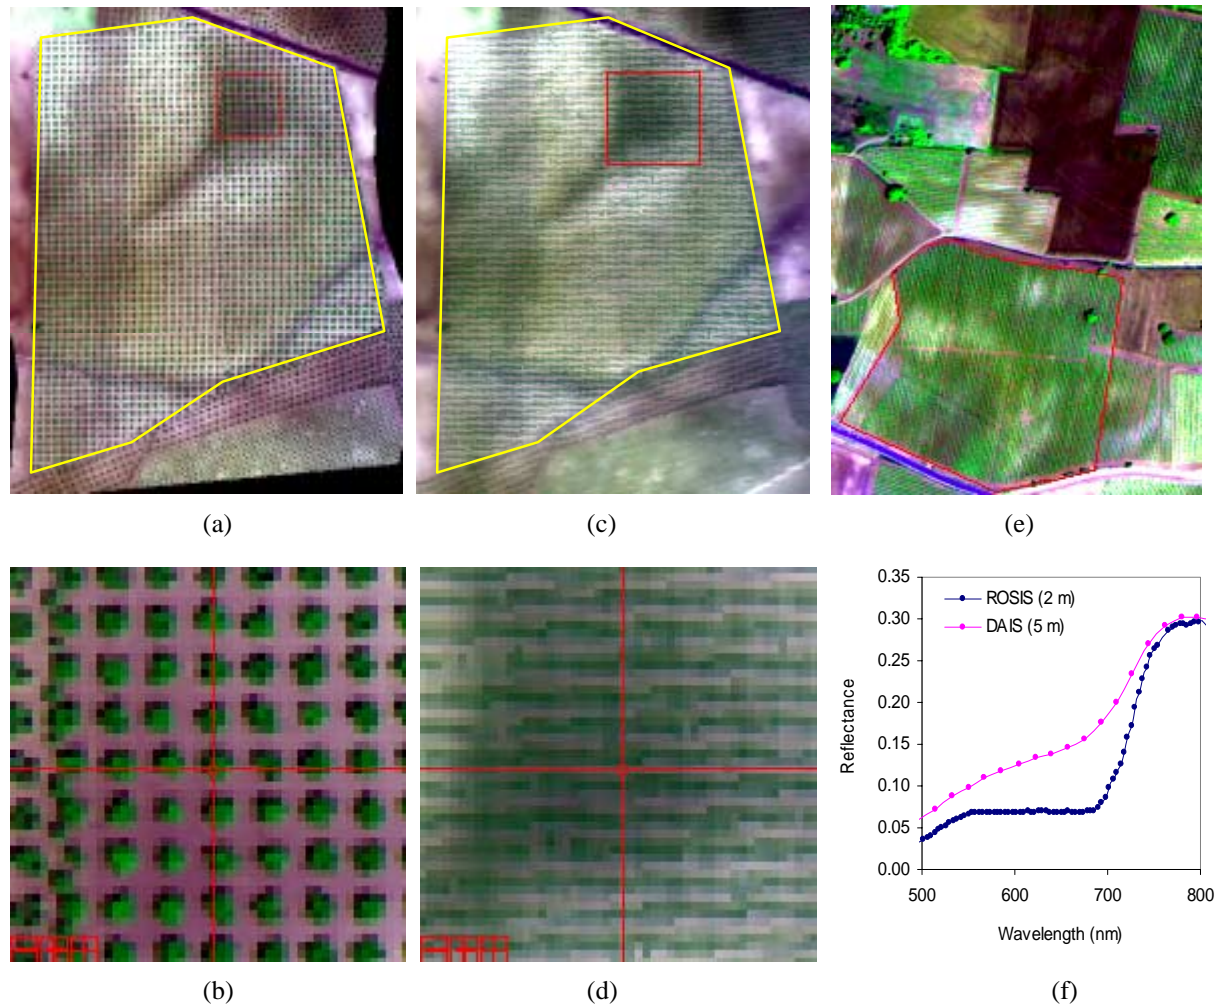 (a)
(c)
(e)
(b)
(d)
0.35
0.30
0.25
0.20
0.15
0.10
0.05
0.00
Reflectance
ROSIS (2 m)
DAIS (5 m)
500
600
700
800
Wavelength (nm)
(f)